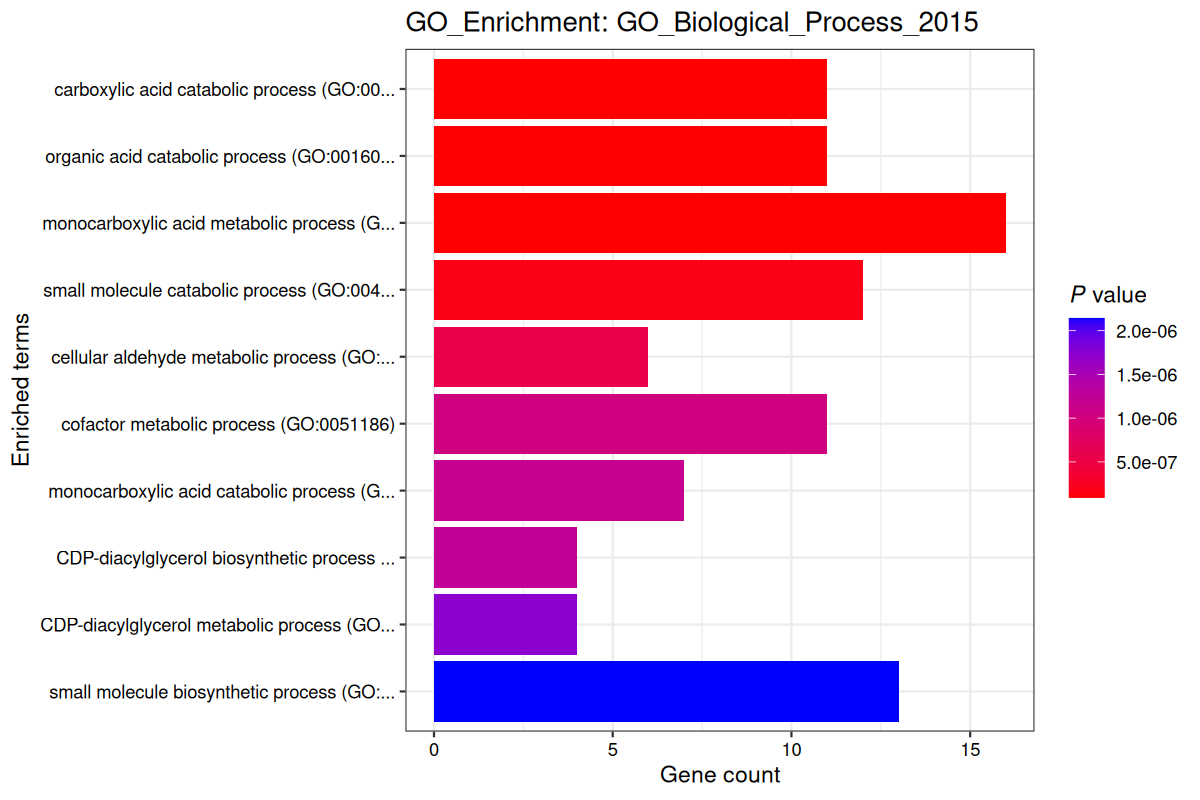 GO_Enrichment: GO_Biological_Process_2015
carboxylic acid catabolic process (GO:00...
organic acid catabolic process (GO:00160...
monocarboxylic acid metabolic process (G...
small molecule catabolic process (GO:004...
cellular aldehyde metabolic process (GO:...
cofactor metabolic process (GO:0051186)
monocarboxylic acid catabolic process (G...
CDP-diacylglycerol biosynthetic process ...
CDP-diacylglycerol metabolic process (GO...
small molecule biosynthetic process (GO:...
Enriched terms
0 5 10 15
Gene count
P value
2.0e-06
1.5e-06
1.0e-06
5.0e-07